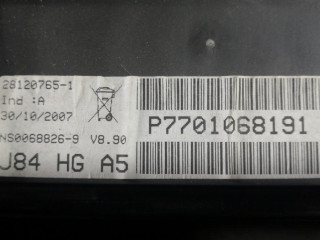 28120765-1
Ind :A
30/10/2007
NS0068826-9 V8.90
J84 HG A5
P7701068191